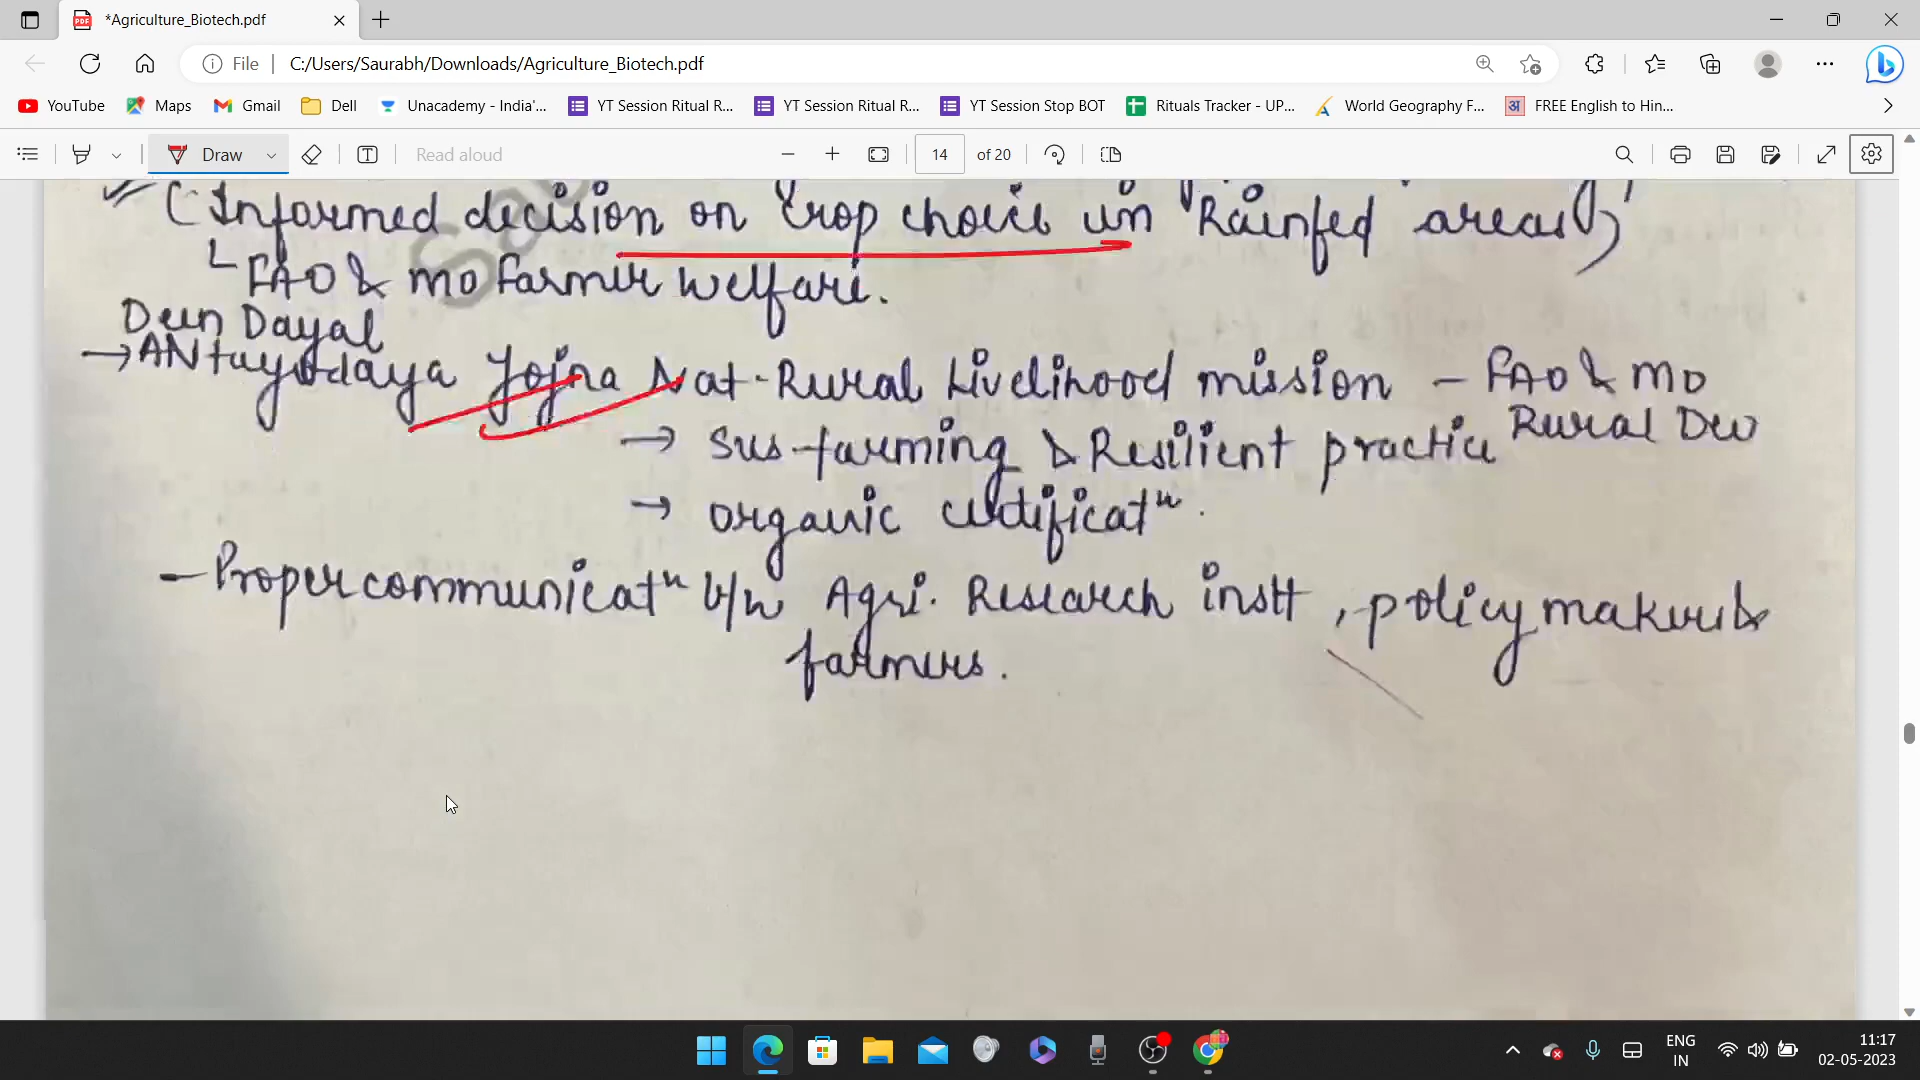 *Agriculture_Biotech.pdf
File C:/Users/Saurabh/Downloads/Agriculture_Biotech.pdf
YouTube Maps Gmail Dell Unacademy - India'... YT Session Ritual R... YT Session Ritual R... YT Session Stop BOT Rituals Tracker - UP... World Geography F... FREE English to Hin...
Draw Read aloud 14 of 20
(Informed decision on Crop choice in Rainfed areas)
FAO & mo farmer welfare.
Deen Dayal
→ ANtayodaya Yojna Nat-Rural Livelihood mission - FAO & MO
Rural Dev
→ Sus-farming & Resilient practice
→ organic certificatn.
- Proper communicatn b/w Agri. Research instt, policy makers &
farmers.
ENG
IN
11:17
02-05-2023